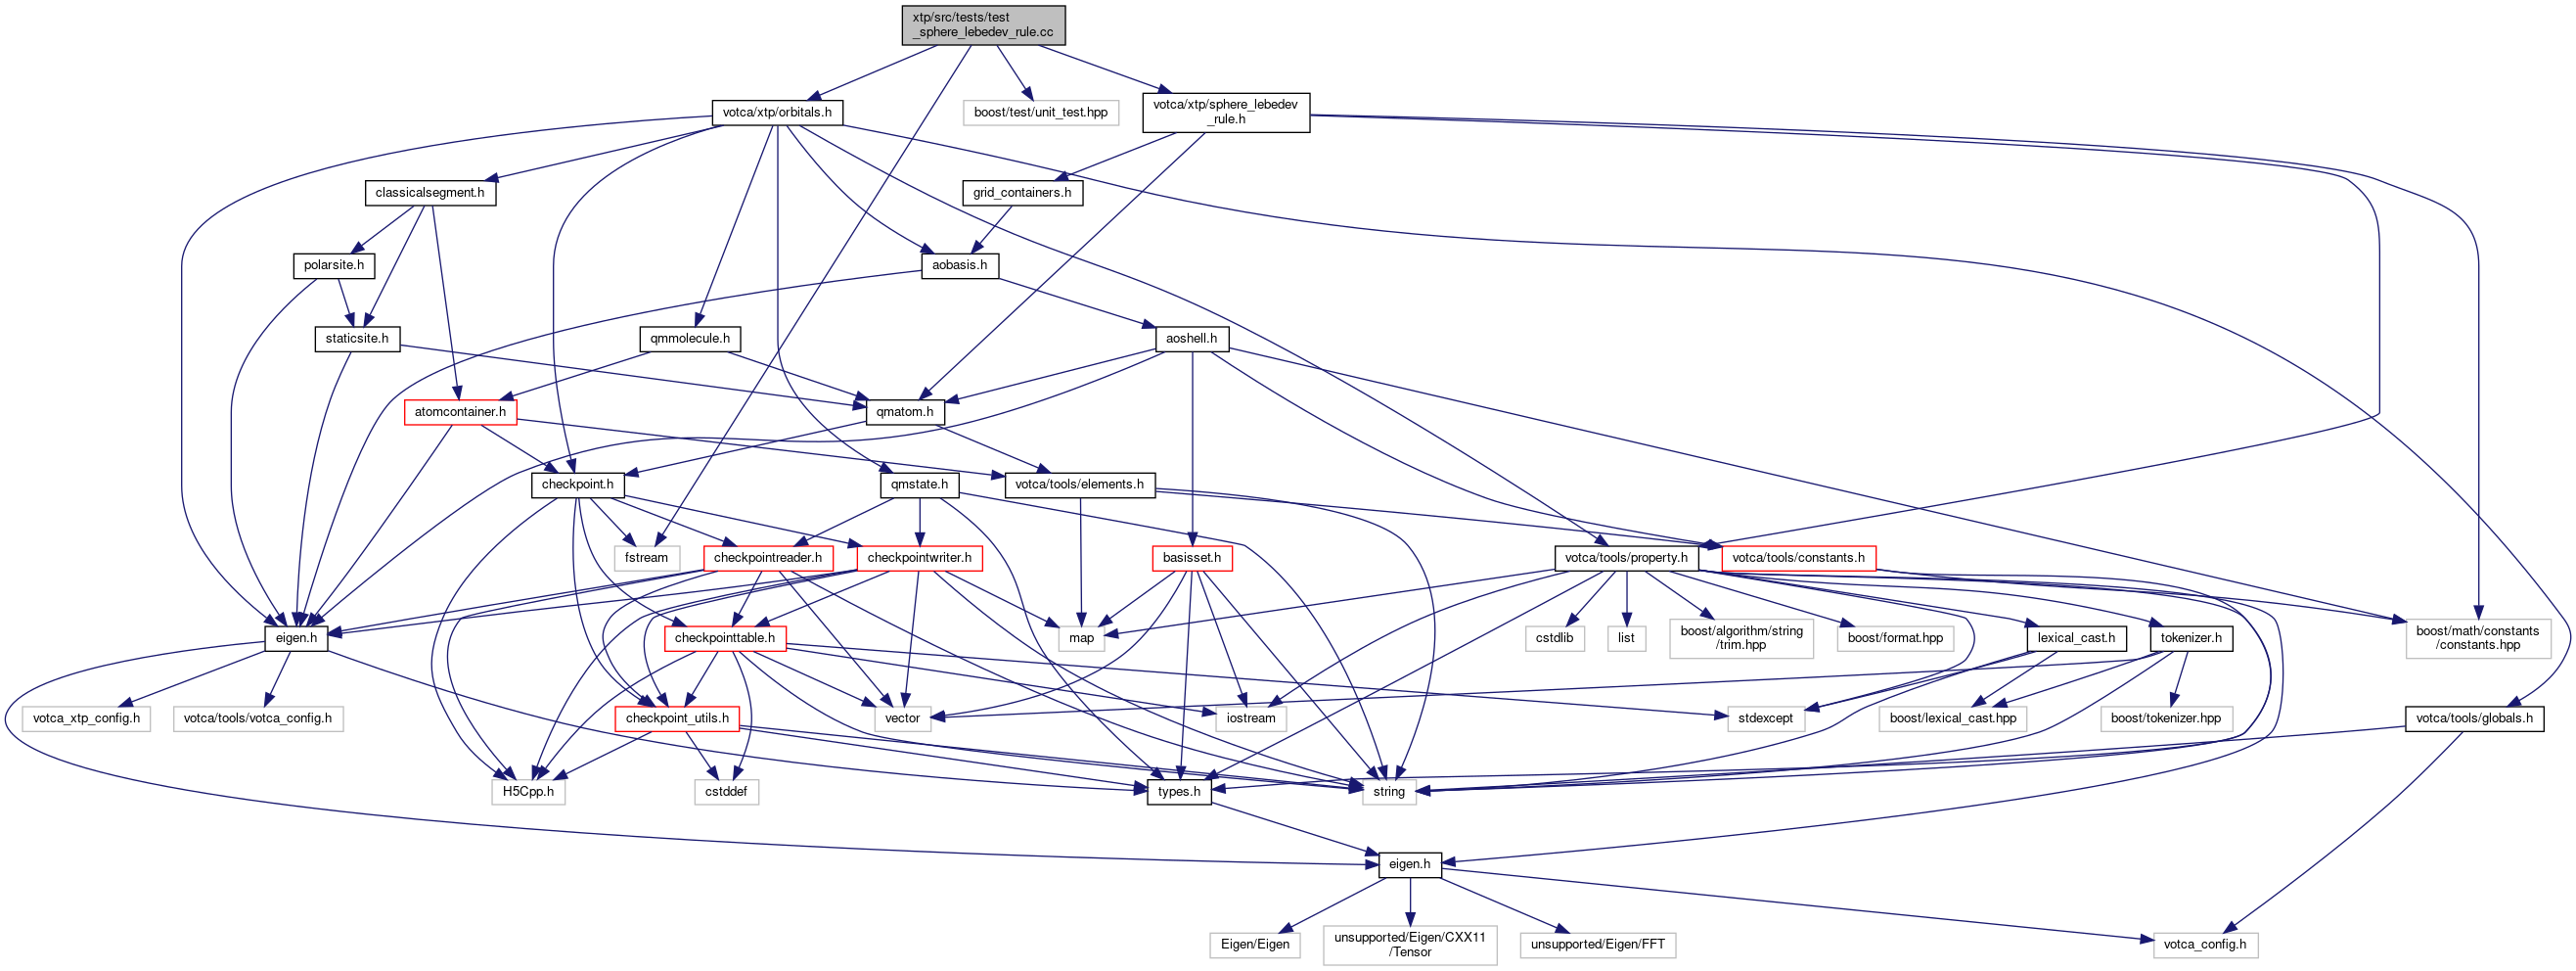 xtp/src/tests/test
_sphere_lebedev_rule.cc
votca/xtp/orbitals.h
boost/test/unit_test.hpp
votca/xtp/sphere_lebedev
_rule.h
classicalsegment.h
grid_containers.h
polarsite.h
aobasis.h
staticsite.h
qmmolecule.h
aoshell.h
atomcontainer.h
qmatom.h
checkpoint.h
qmstate.h
votca/tools/elements.h
fstream
checkpointreader.h
checkpointwriter.h
basisset.h
votca/tools/property.h
votca/tools/constants.h
eigen.h
checkpointtable.h
map
cstdlib
list
boost/algorithm/string
/trim.hpp
boost/format.hpp
lexical_cast.h
tokenizer.h
boost/math/constants
/constants.hpp
votca_xtp_config.h
votca/tools/votca_config.h
checkpoint_utils.h
vector
iostream
stdexcept
boost/lexical_cast.hpp
boost/tokenizer.hpp
votca/tools/globals.h
H5Cpp.h
cstddef
types.h
string
eigen.h
Eigen/Eigen
unsupported/Eigen/CXX11
/Tensor
unsupported/Eigen/FFT
votca_config.h